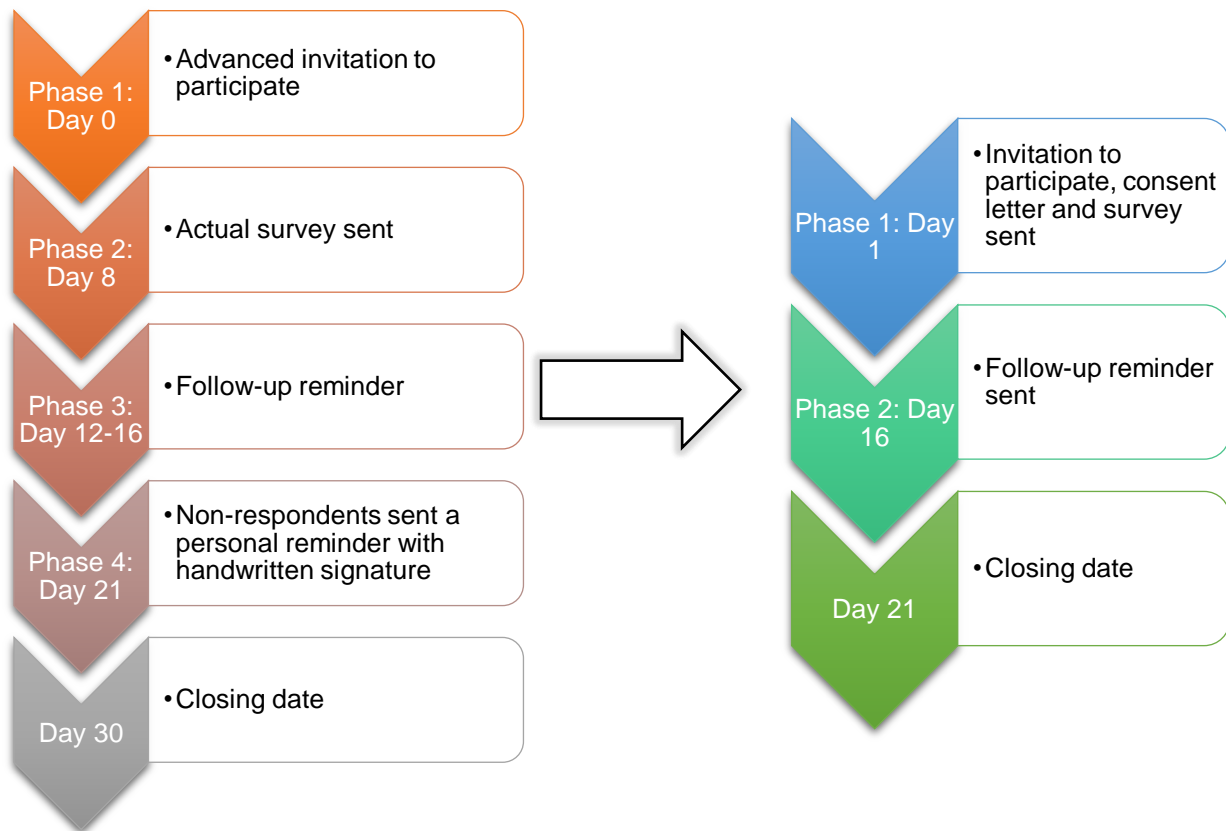 Phase 1:
Day 0
•Advanced invitation to
participate
Phase 2:
Day 8
•Actual survey sent
Phase 3:
Day 12-16
•Follow-up reminder
Phase 4:
Day 21
•Non-respondents sent a
personal reminder with
handwritten signature
Day 30
•Closing date
Phase 1: Day
1
•Invitation to
participate, consent
letter and survey
sent
Phase 2: Day
16
•Follow-up reminder
sent
Day 21
•Closing date